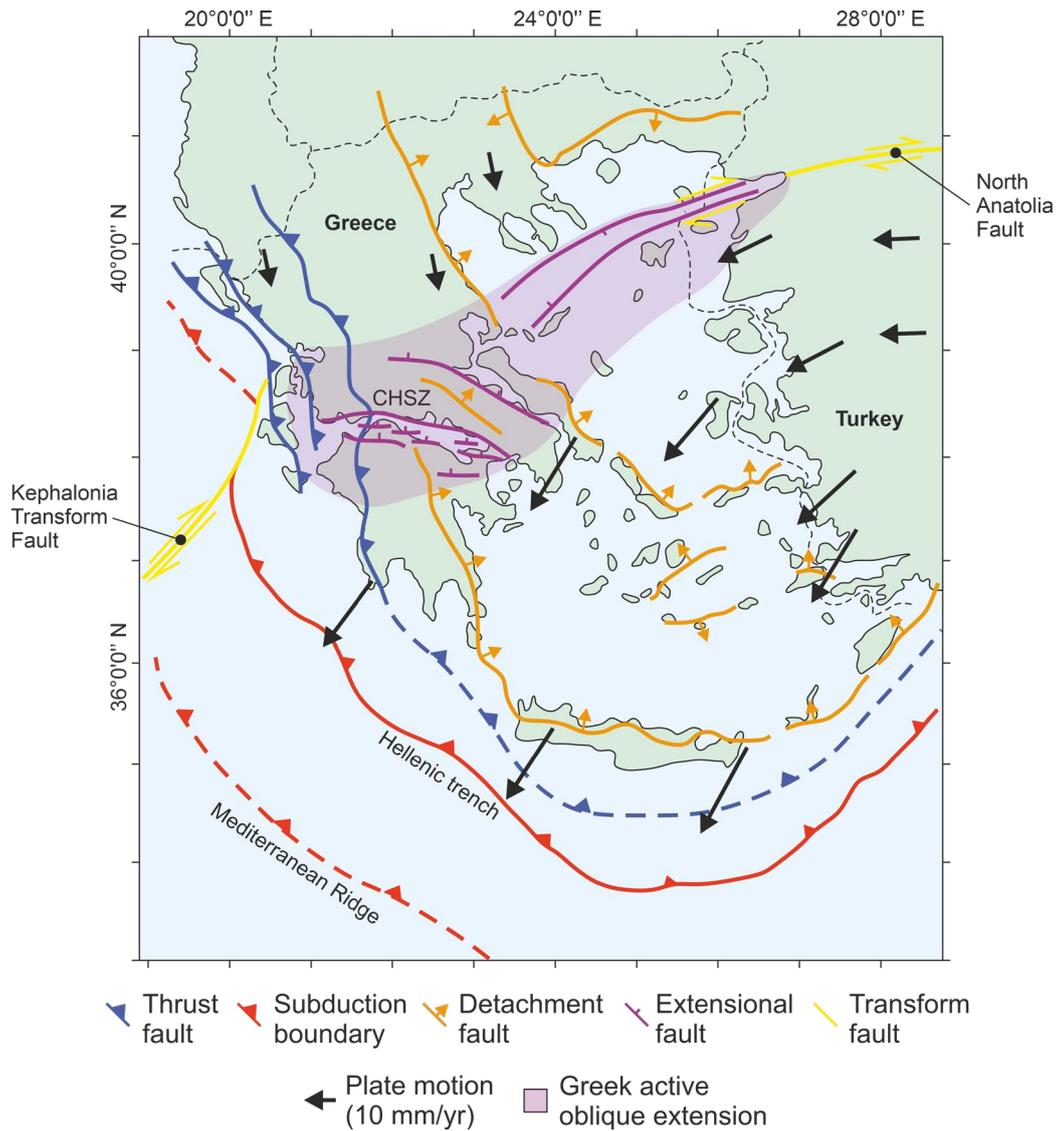 20°0'0'' E
24°0'0'' E
28°0'0'' E
40°0'0'' N
36°0'0'' N
Greece
North
Anatolia
Fault
CHSZ
Turkey
Kephalonia
Transform
Fault
Hellenic trench
Mediterranean Ridge
Thrust
fault
Subduction
boundary
Detachment
fault
Extensional
fault
Transform
fault
Plate motion
(10 mm/yr)
Greek active
oblique extension